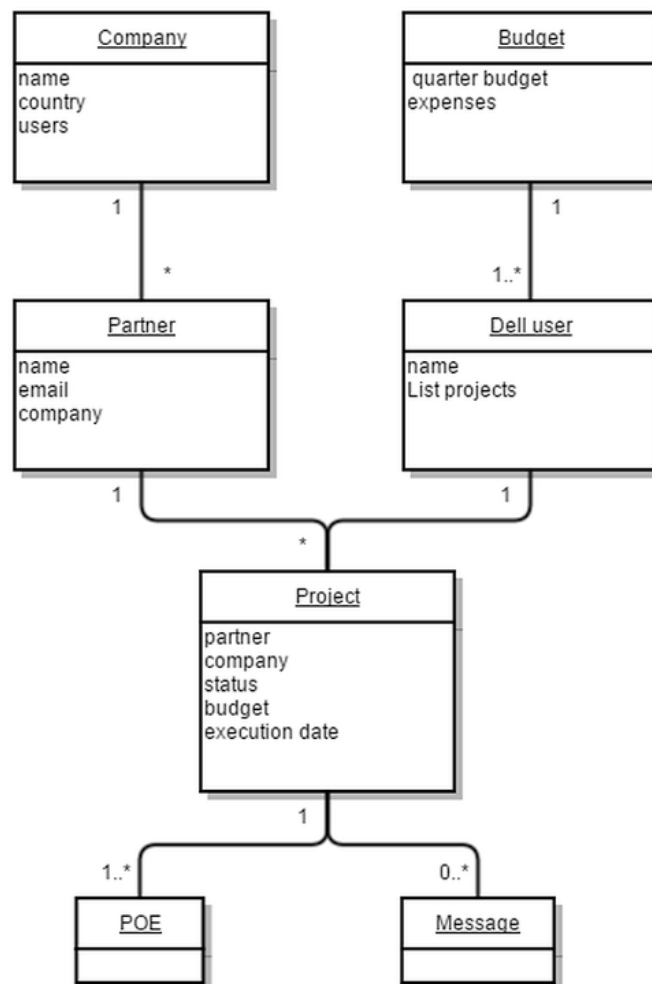 Company
name
country
users
Budget
quarter budget
expenses
1
*
1
1..*
Partner
name
email
company
Dell user
name
List projects
1
1
*
Project
partner
company
status
budget
execution date
1
1..*
0..*
POE
Message